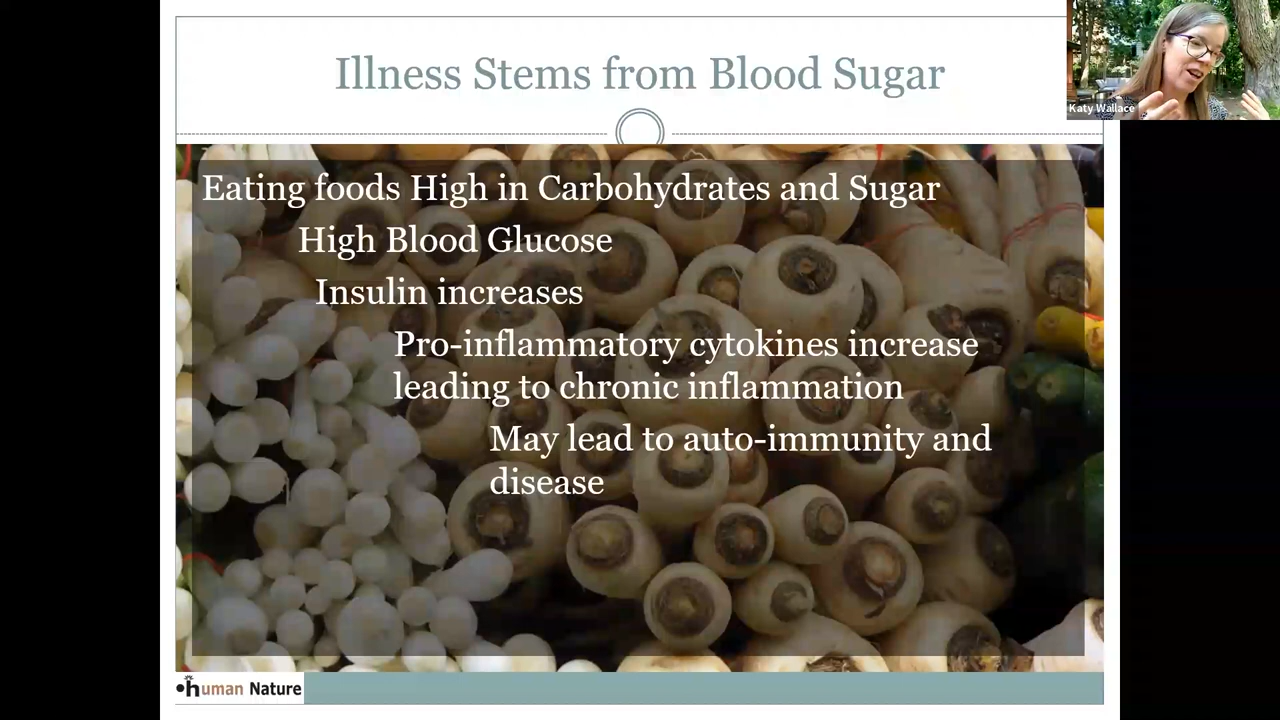 Illness Stems from Blood Sugar
Katy Wallace
Eating foods High in Carbohydrates and Sugar
High Blood Glucose
Insulin increases
Pro-inflammatory cytokines increase
leading to chronic inflammation
May lead to auto-immunity and
disease
human Nature